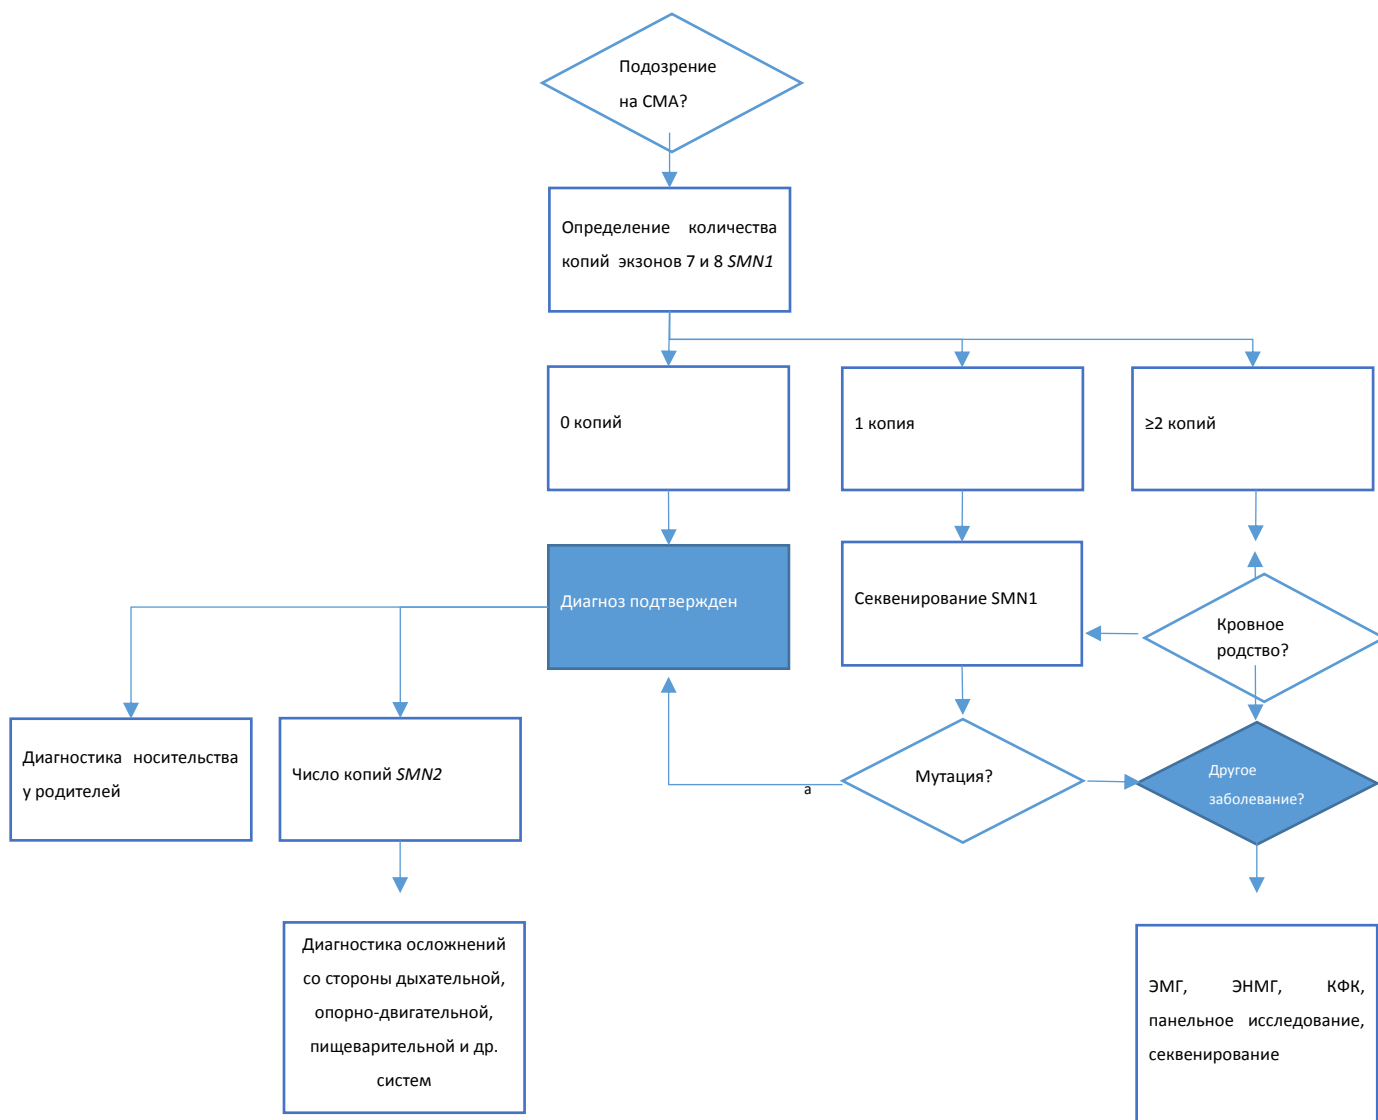 Подозрение
на СМА?
Определение количества
копий экзонов 7 и 8 SMN1
0 копий
1 копия
≥2 копий
Диагноз подтвержден
Секвенирование SMN1
Кровное
родство?
Диагностика носительства
у родителей
Число копий SMN2
а
Мутация?
Другое
заболевание?
Диагностика осложнений
со стороны дыхательной,
опорно-двигательной,
пищеварительной и др.
систем
ЭМГ, ЭНМГ, КФК,
панельное исследование,
секвенирование